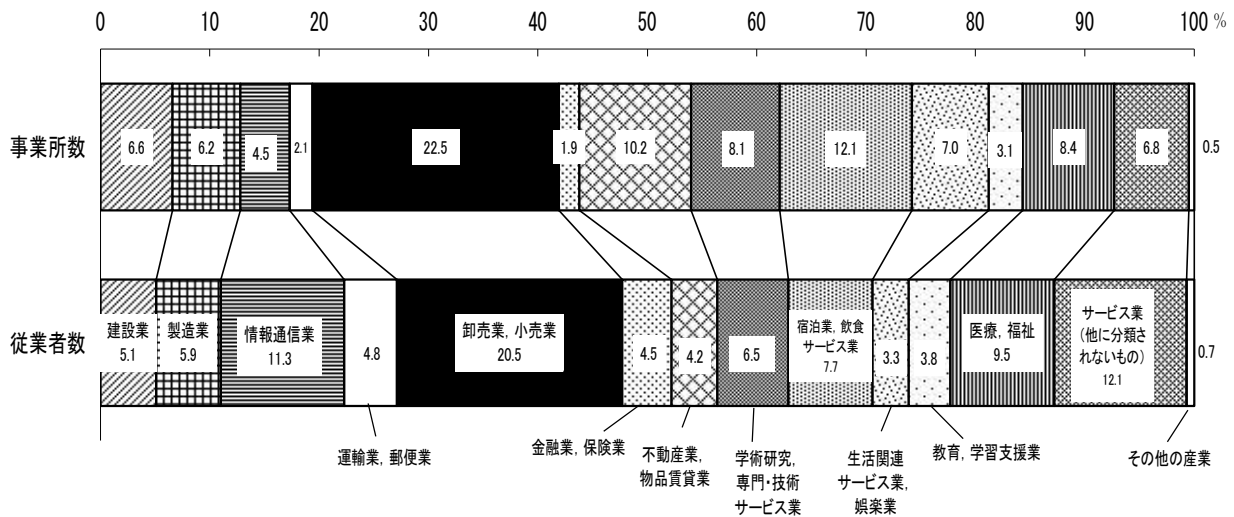 0 10 20 30 40 50 60 70 80 90 100 %
事業所数
6.6 6.2 4.5 2.1 22.5 1.9 10.2 8.1 12.1 7.0 3.1 8.4 6.8 0.5
従業者数
建設業
5.1
製造業
5.9
情報通信業
11.3
4.8
卸売業，小売業
20.5
4.5
4.2
6.5
宿泊業，飲食
サービス業
7.7
3.3
3.8
医療，福祉
9.5
サービス業
（他に分類さ
れないもの）
12.1
0.7
運輸業，郵便業
金融業，保険業
不動産業，
物品賃貸業
学術研究，
専門・技術
サービス業
生活関連
サービス業，
娯楽業
教育，学習支援業
その他の産業